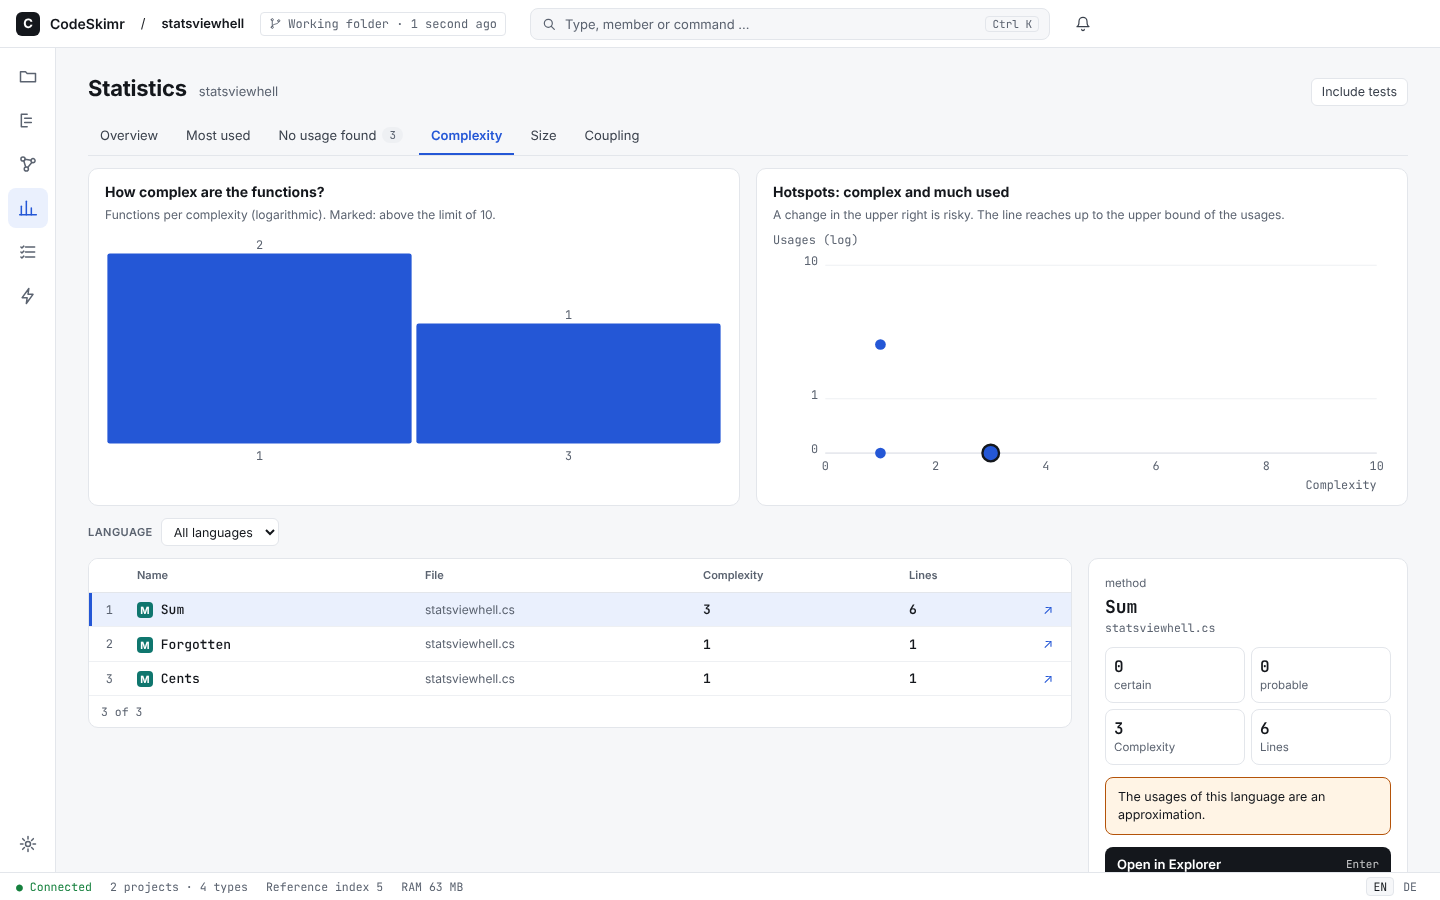 C CodeSkimr / statsviewhell Working folder · 1 second ago Type, member or command ... Ctrl K
Statistics statsviewhell Include tests
Overview Most used No usage found 3 Complexity Size Coupling
How complex are the functions?
Functions per complexity (logarithmic). Marked: above the limit of 10.
2
1
1 3
Hotspots: complex and much used
A change in the upper right is risky. The line reaches up to the upper bound of the usages.
Usages (log)
10
1
0
0 2 4 6 8 10
Complexity
LANGUAGE All languages
Name File Complexity Lines
1 M Sum statsviewhell.cs 3 6
2 M Forgotten statsviewhell.cs 1 1
3 M Cents statsviewhell.cs 1 1
3 of 3
method
Sum
statsviewhell.cs
0 0
certain probable
3 6
Complexity Lines
The usages of this language are an
approximation.
Open in Explorer Enter
Connected 2 projects · 4 types Reference index 5 RAM 63 MB EN DE